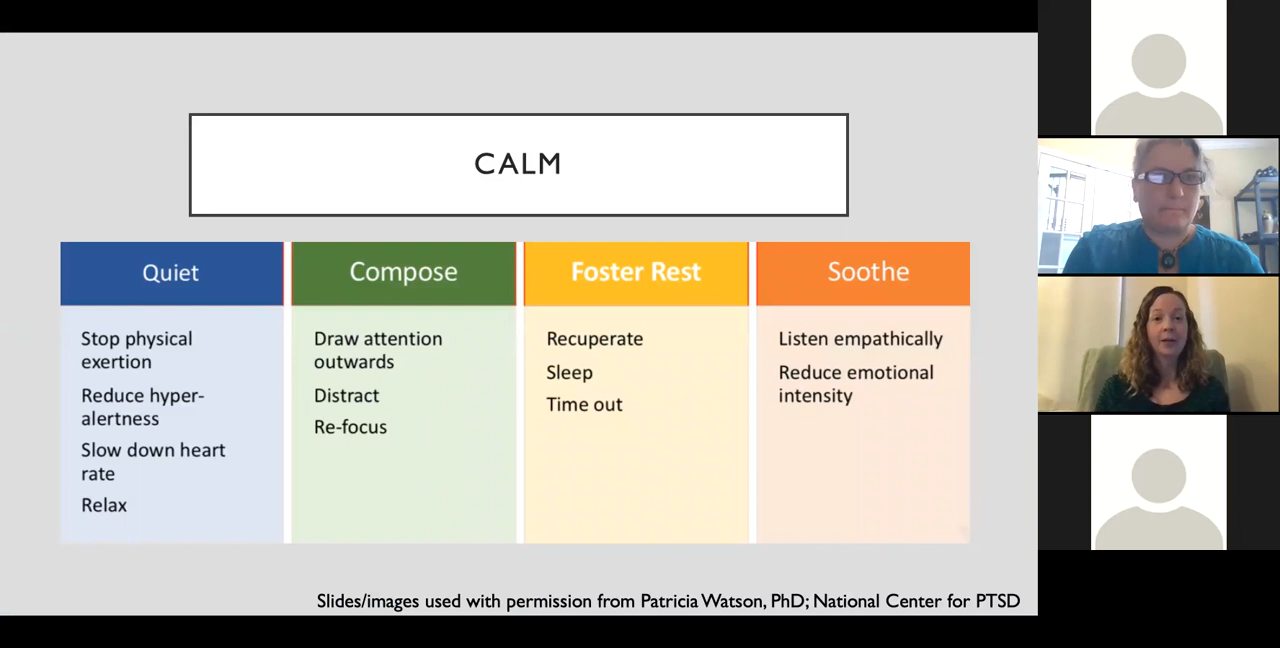 CALM
Quiet
Stop physical
exertion
Reduce hyper-
alertness
Slow down heart
rate
Relax
Compose
Draw attention
outwards
Distract
Re-focus
Foster Rest
Recuperate
Sleep
Time out
Soothe
Listen empathically
Reduce emotional
intensity
Slides/images used with permission from Patricia Watson, PhD; National Center for PTSD